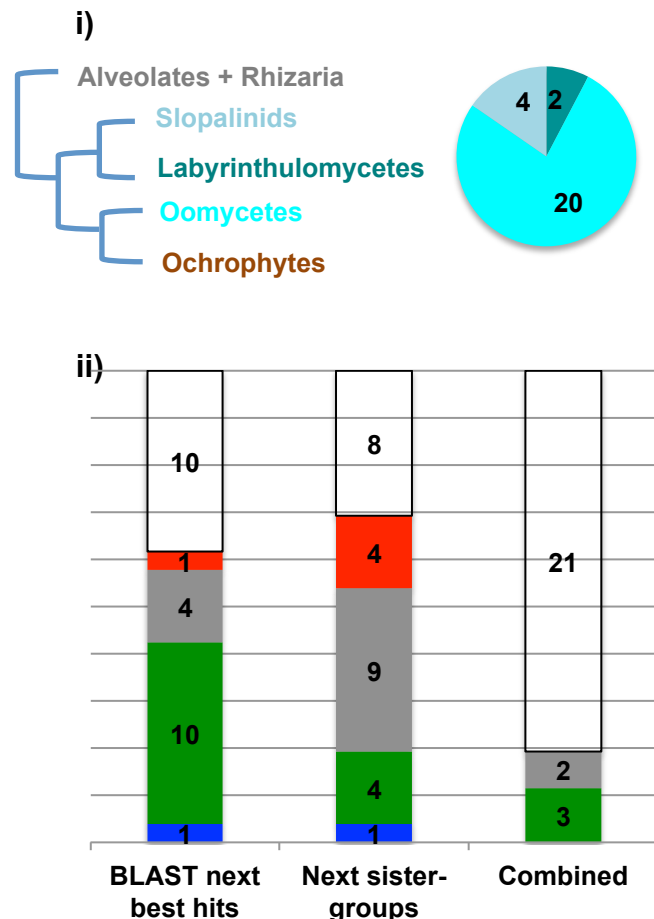 i)
Alveolates + Rhizaria
Slopalinids
Labyrinthulomycetes
Oomycetes
Ochrophytes
4
2
20
ii)
10
1
4
10
1
8
4
9
4
1
21
2
3
BLAST next
best hits
Next sister-
groups
Combined